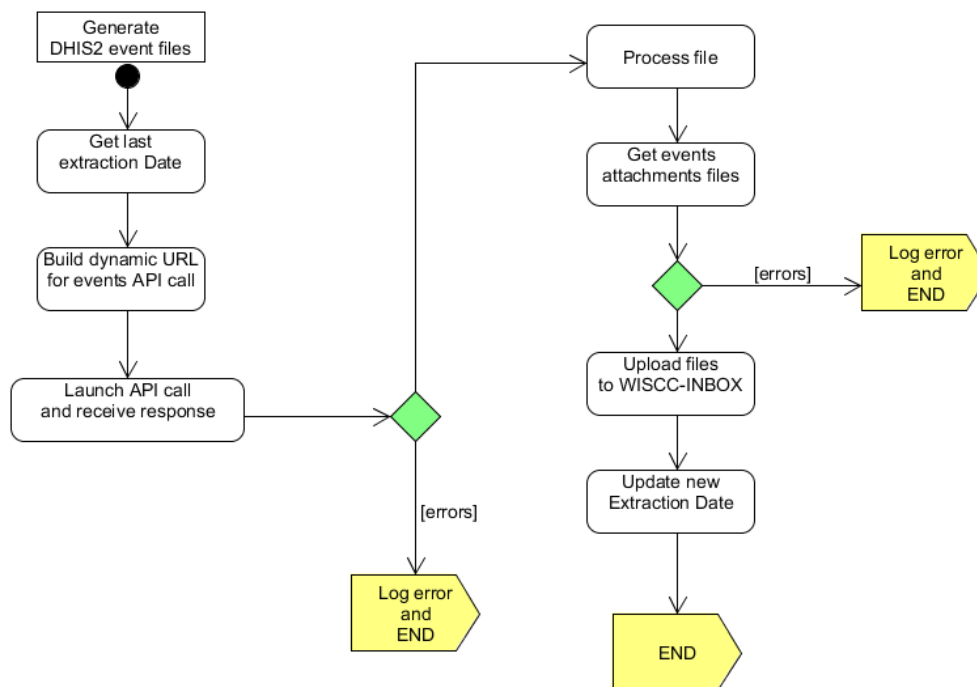 Generate
DHIS2 event files
Get last
extraction Date
Build dynamic URL
for events API call
Launch API call
and receive response
[errors]
Log error
and
END
Process file
Get events
attachments files
[errors]
Log error
and
END
Upload files
to WISCC-INBOX
Update new
Extraction Date
END